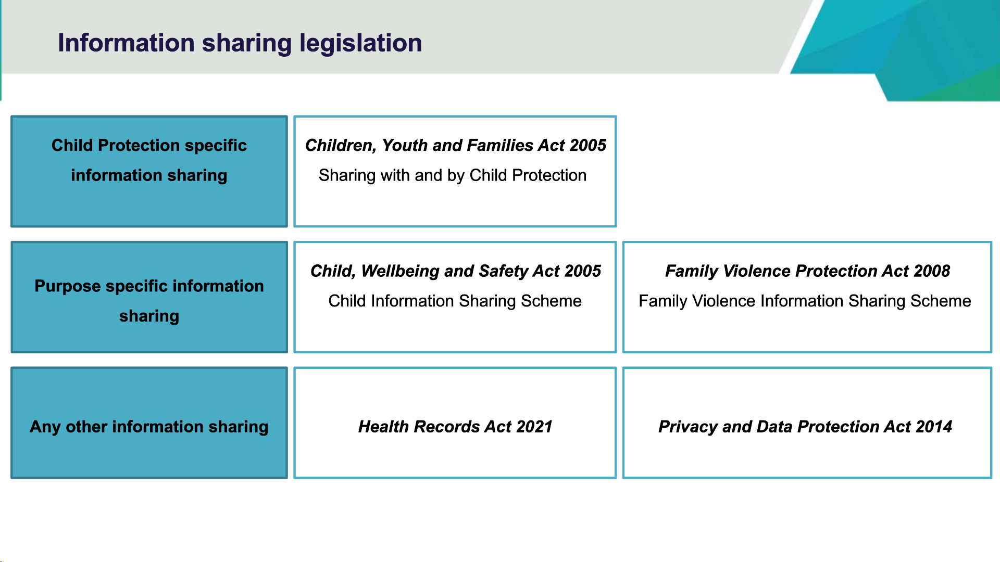 Information sharing legislation
Child Protection specific
information sharing
Children, Youth and Families Act 2005
Sharing with and by Child Protection
Purpose specific information
sharing
Child, Wellbeing and Safety Act 2005
Child Information Sharing Scheme
Family Violence Protection Act 2008
Family Violence Information Sharing Scheme
Any other information sharing
Health Records Act 2021
Privacy and Data Protection Act 2014